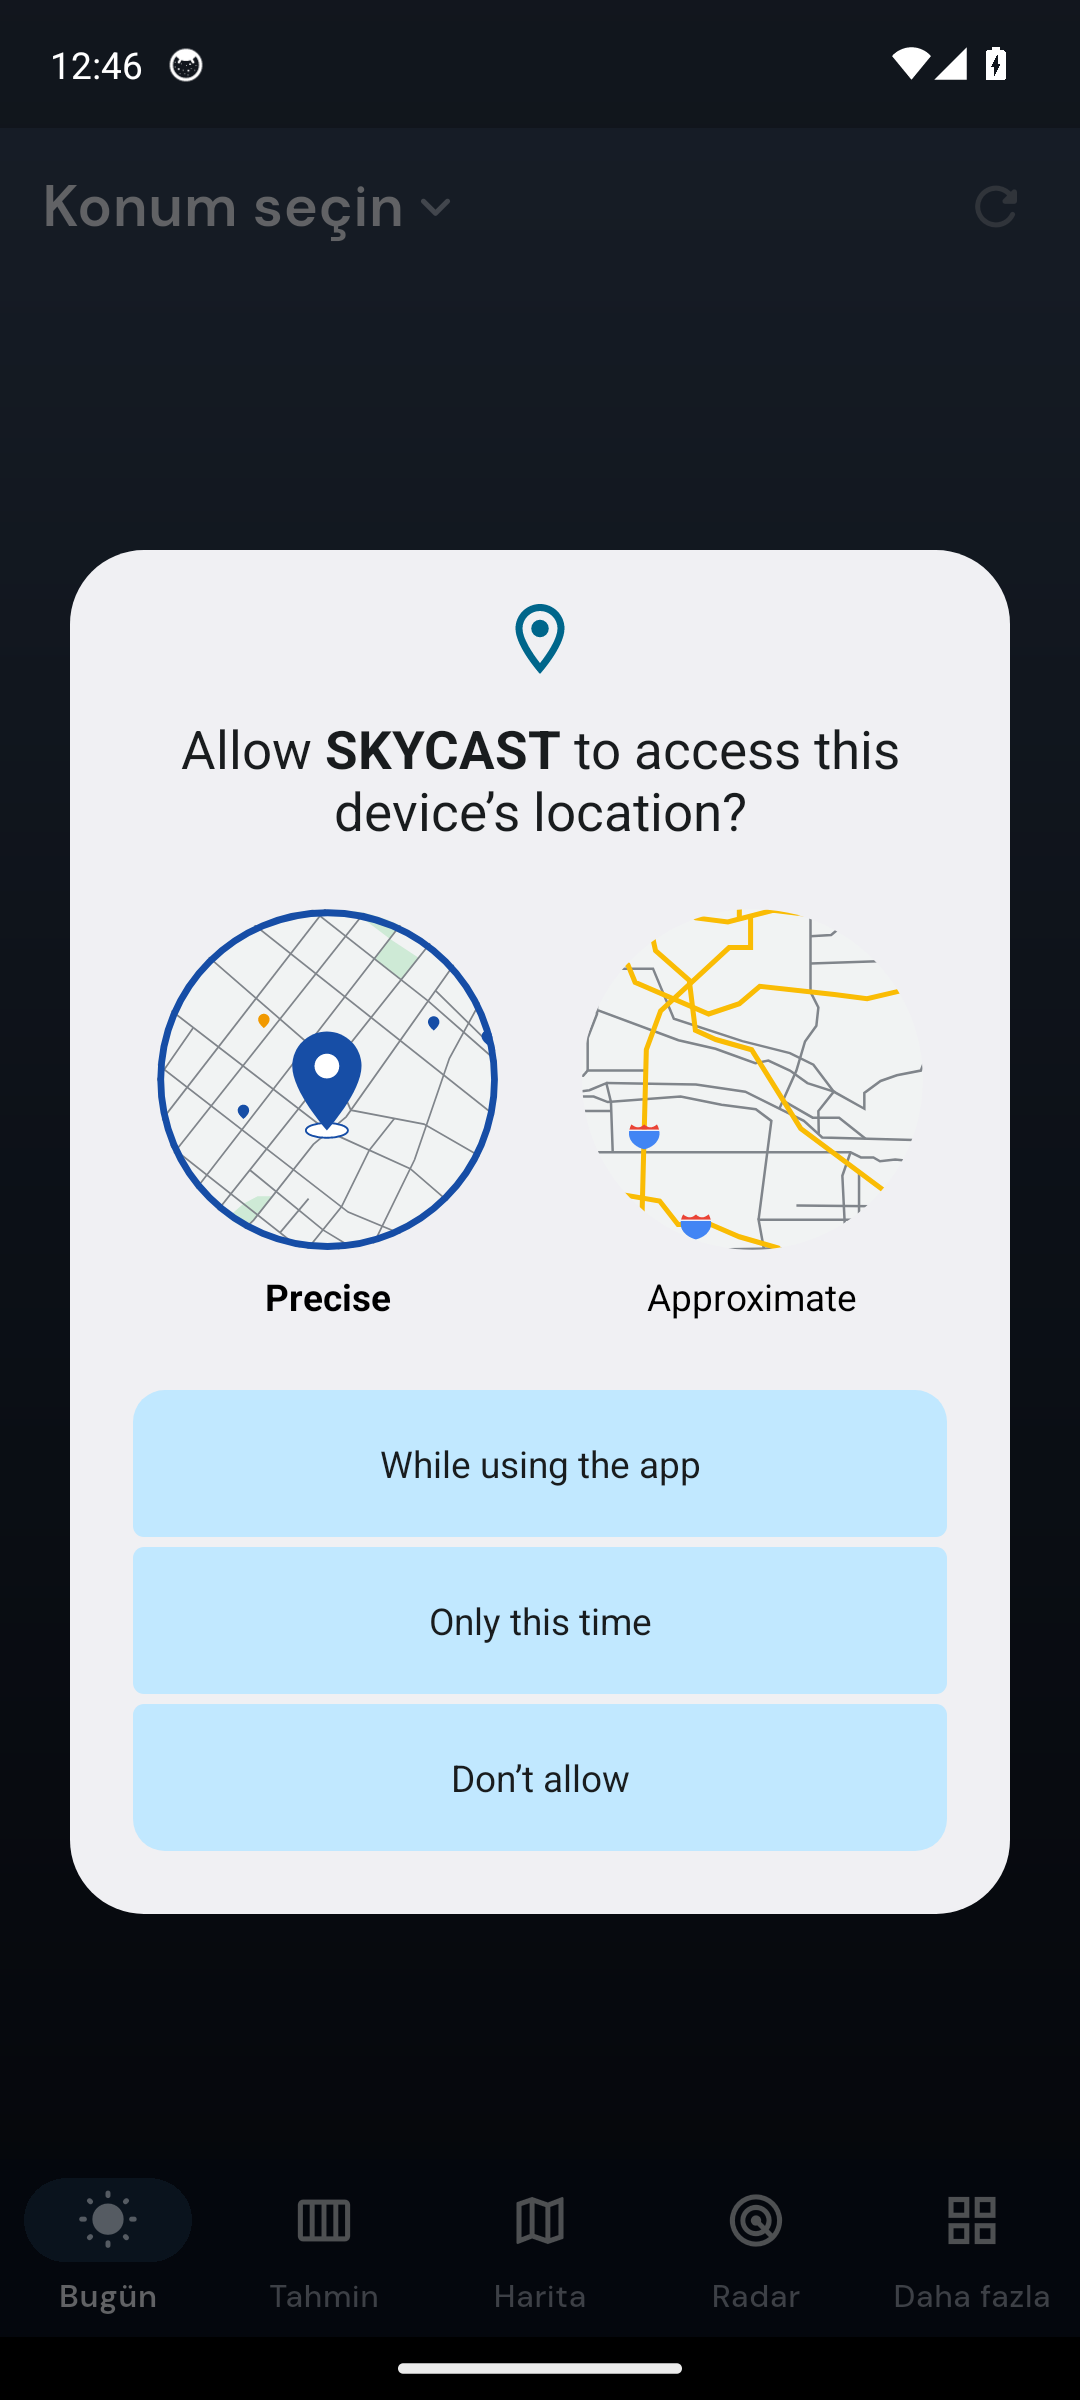 12:46
Konum seçin
Allow SKYCAST to access this
device’s location?
Precise
Approximate
While using the app
Only this time
Don’t allow
Bugün
Tahmin
Harita
Radar
Daha fazla